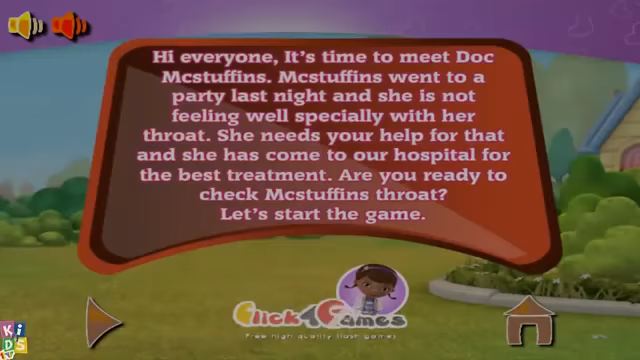 Hi everyone, It's time to meet Doc
Mcstuffins. Mcstuffins went to a
party last night and she is not
feeling well specially with her
throat. She needs your help for that
and she has come to our hospital for
the best treatment. Are you ready to
check Mcstuffins throat?
Let's start the game.
Click4Games
Free high quality flash games
KiDS
TV